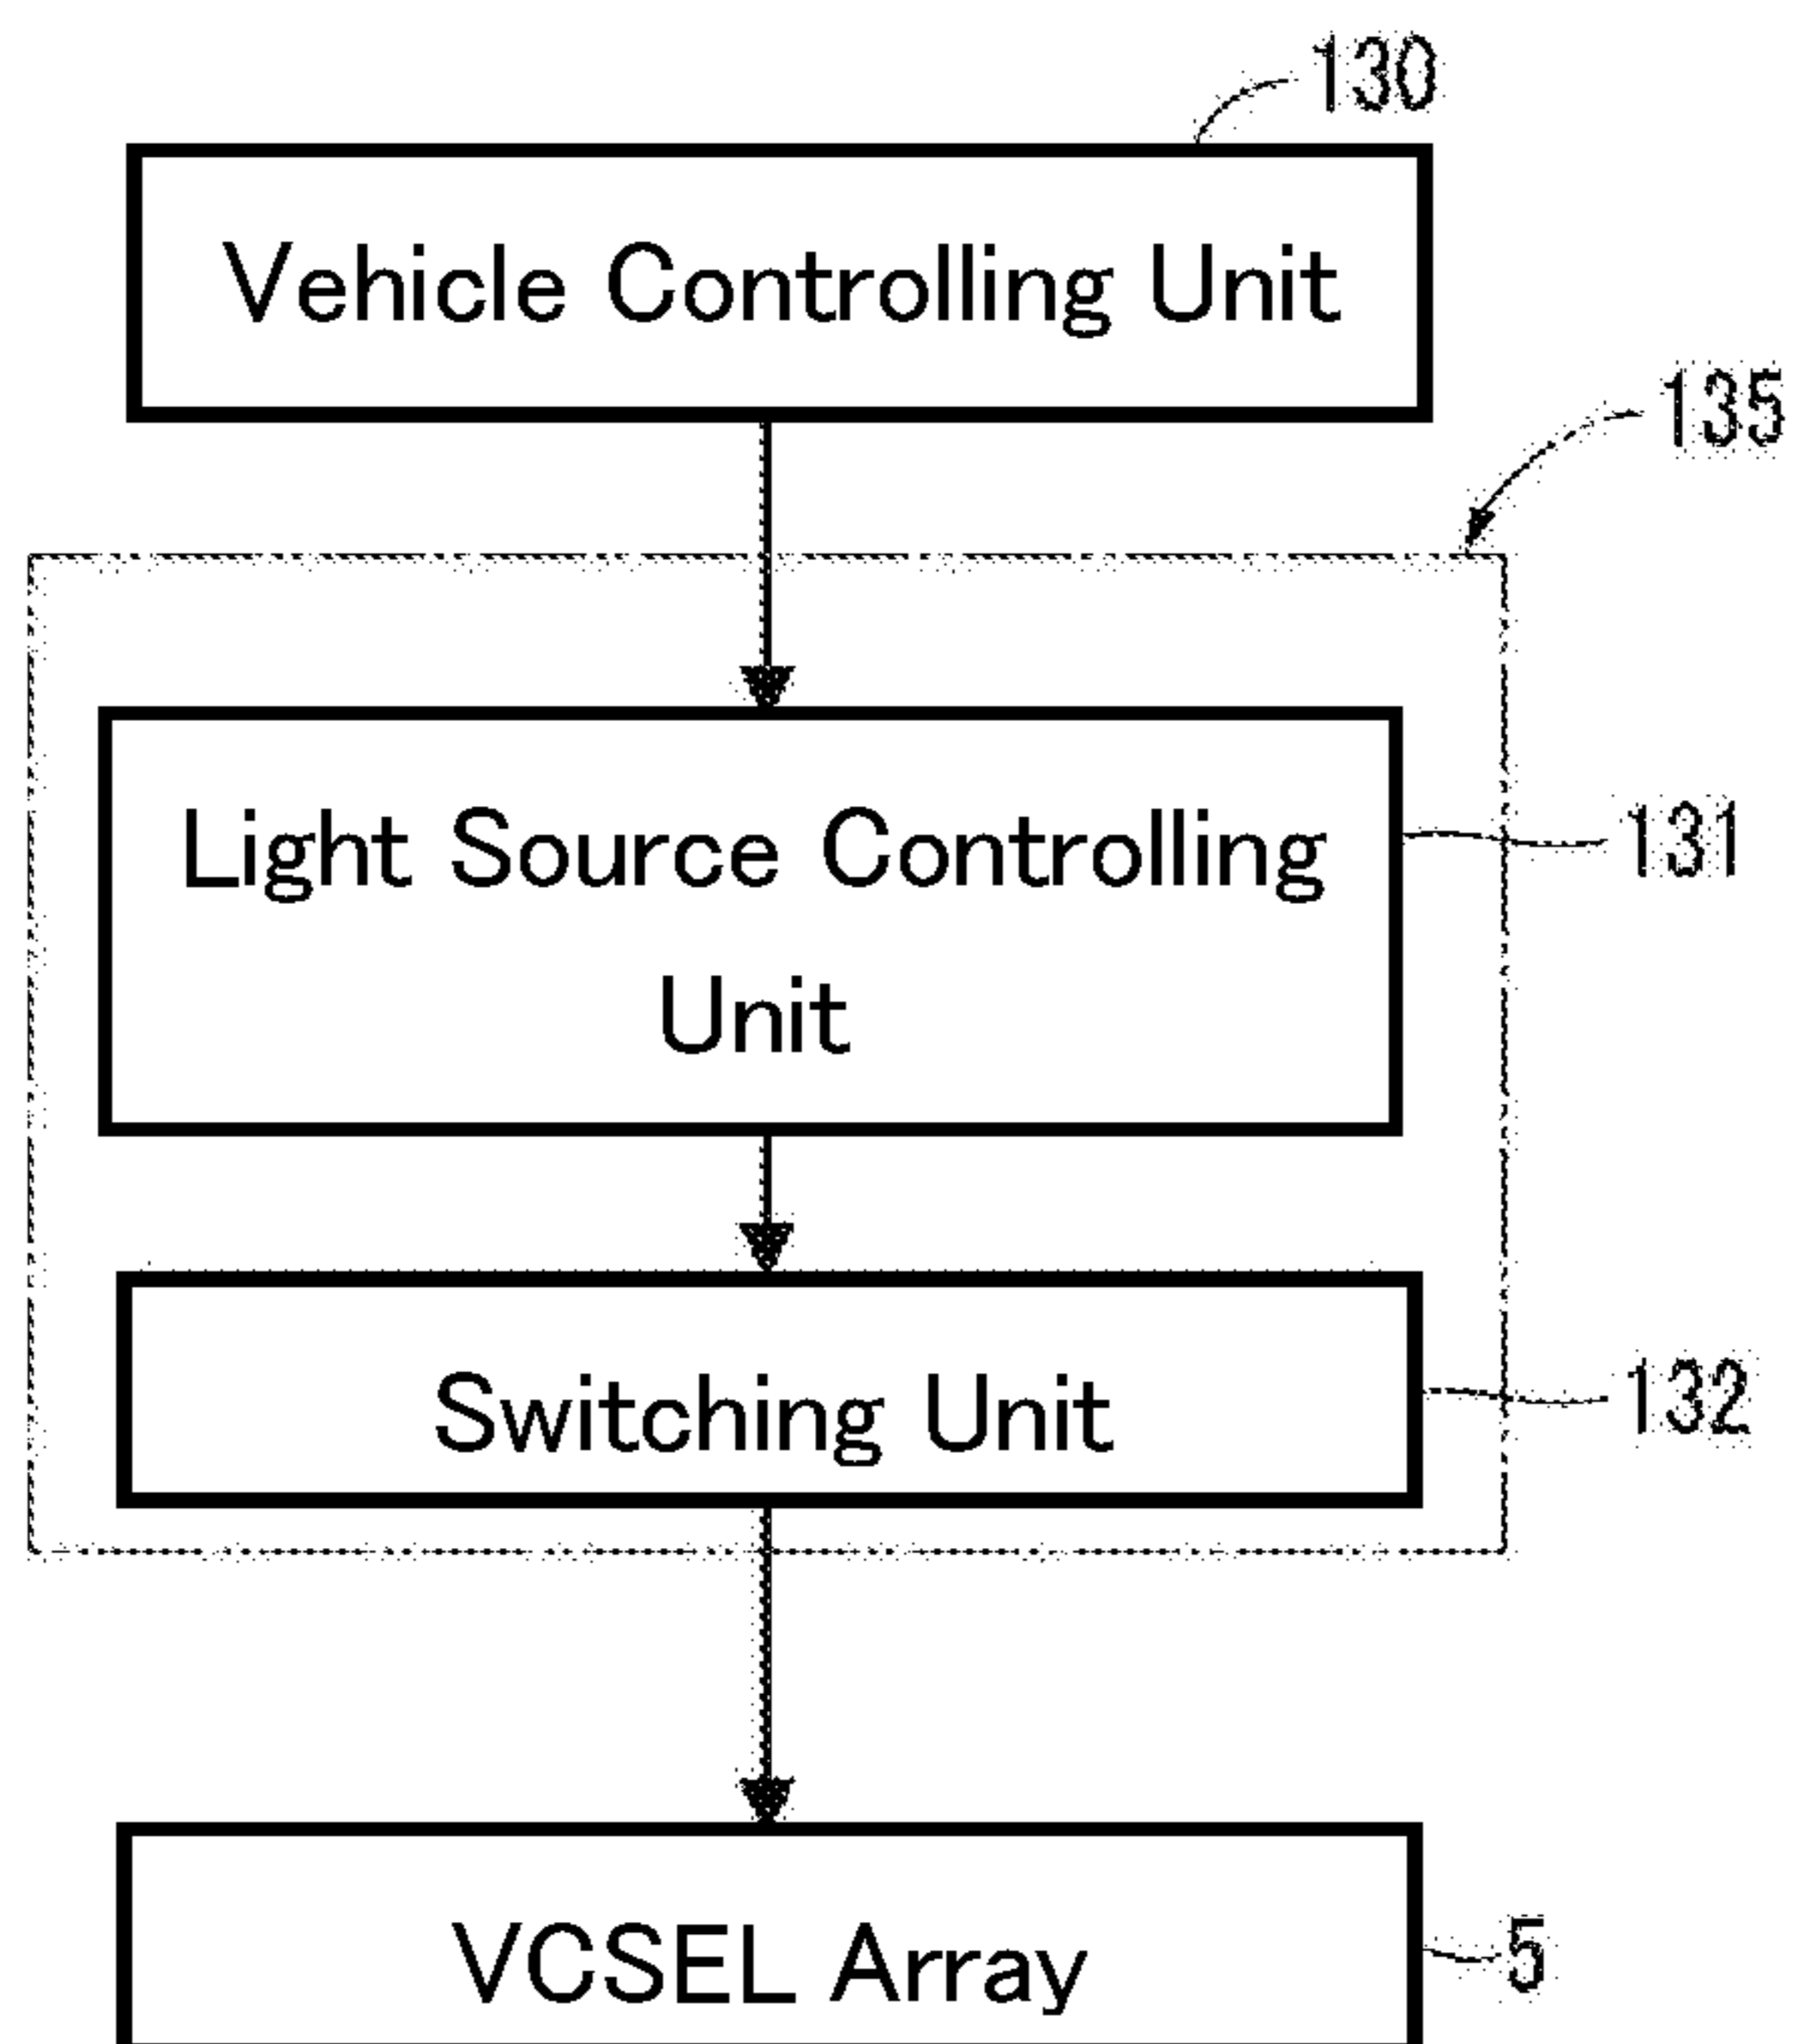 130
Vehicle Controlling Unit
135
Light Source Controlling
Unit
131
Switching Unit
132
VCSEL Array
5